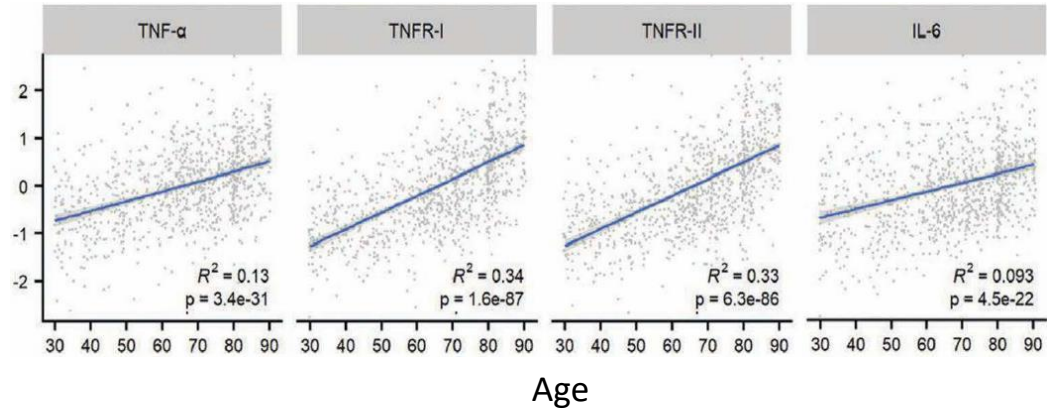 TNF-α TNFR-I TNFR-II IL-6
2
1
0
-1
-2
R² = 0.13
p = 3.4e-31
R² = 0.34
p = 1.6e-87
R² = 0.33
p = 6.3e-86
R² = 0.093
p = 4.5e-22
30 40 50 60 70 80 90 30 40 50 60 70 80 90 30 40 50 60 70 80 90 30 40 50 60 70 80 90
Age